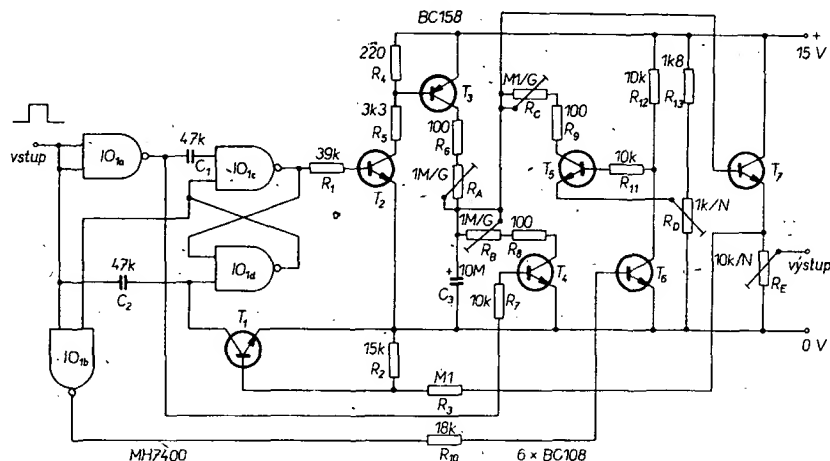 BC158
+
15 V
220
R4
T3
3k3
R5
100
R6
1M/G
RA
M1/G
RC
100
R9
10k
R12
1k8
R13
vstup
IO1a
47k
C1
IO1c
39k
R1
T2
T5
10k
R11
T7
1k/N
RD
1M/G
RB
100
R8
IO1d
47k
C2
+
10M
C3
T4
10k
R7
T6
10k/N
RE
výstup
IO1b
T1
15k
R2
M1
R3
0 V
18k
R10
MH7400
6 × BC108